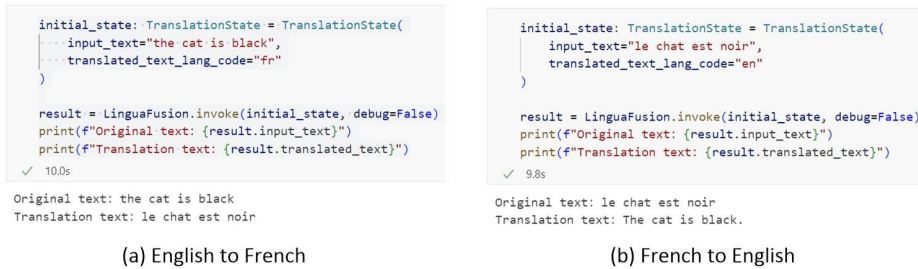 initial_state: TranslationState = TranslationState(
input_text="the cat is black",
translated_text_lang_code="fr"
)
result = LinguaFusion.invoke(initial_state, debug=False)
print(f"Original text: {result.input_text}")
print(f"Translation text: {result.translated_text}")
✓ 10.0s
Original text: the cat is black
Translation text: le chat est noir
(a) English to French
initial_state: TranslationState = TranslationState(
input_text="le chat est noir",
translated_text_lang_code="en"
)
result = LinguaFusion.invoke(initial_state, debug=False)
print(f"Original text: {result.input_text}")
print(f"Translation text: {result.translated_text}")
✓ 9.8s
Original text: le chat est noir
Translation text: The cat is black.
(b) French to English